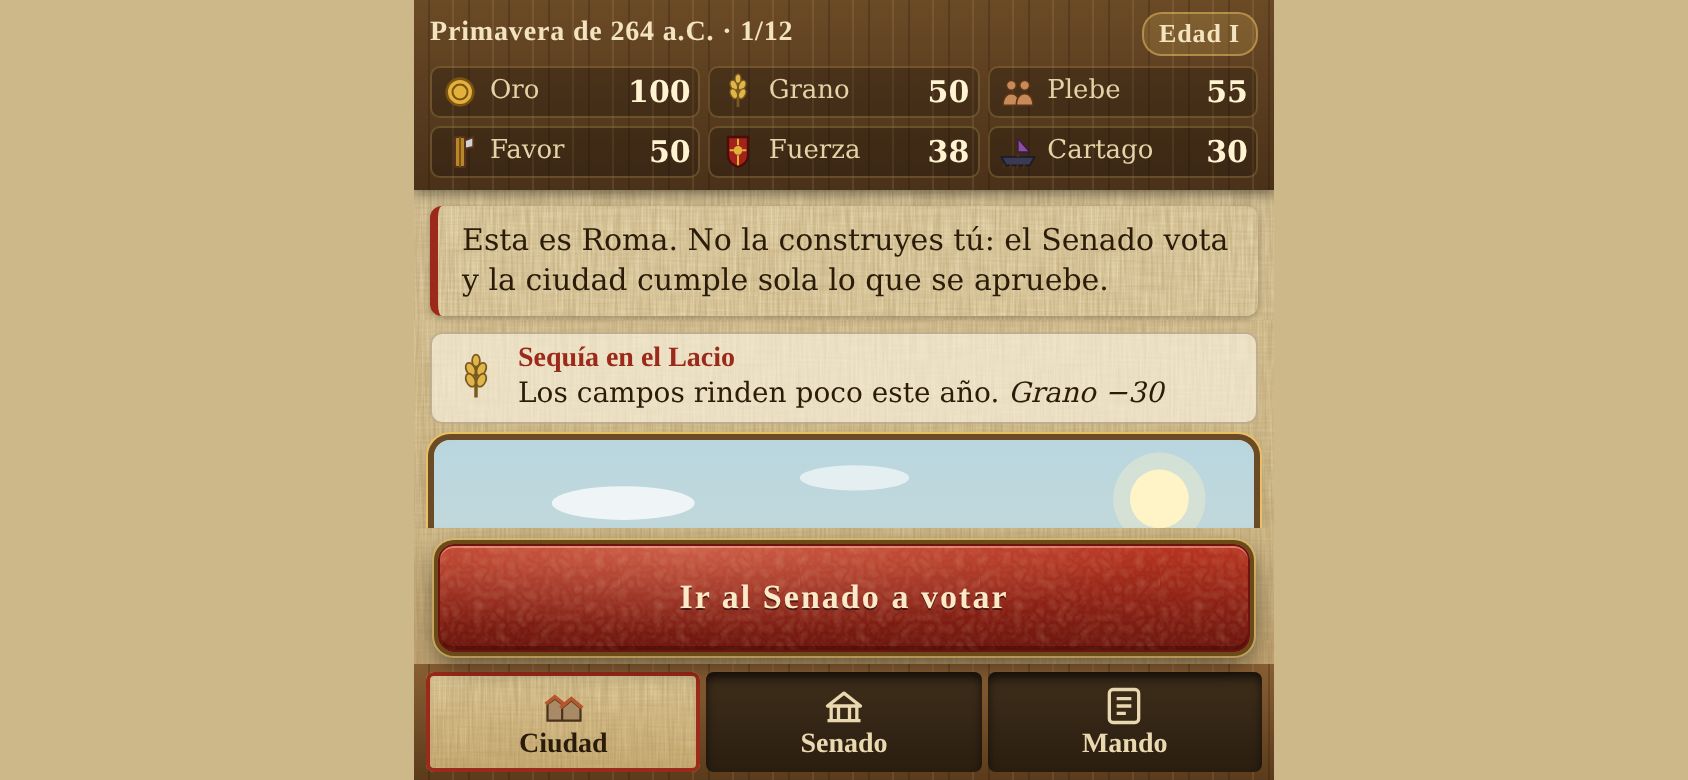 Primavera de 264 a.C. · 1/12
Edad I
Oro 100
Grano 50
Plebe 55
Favor 50
Fuerza 38
Cartago 30
Esta es Roma. No la construyes tú: el Senado vota
y la ciudad cumple sola lo que se apruebe.
Sequía en el Lacio
Los campos rinden poco este año. Grano −30
Ir al Senado a votar
Ciudad
Senado
Mando